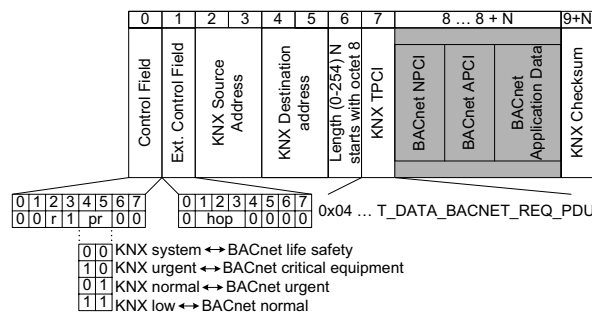 0 1 2 3 4 5 6 7 8 ... 8 + N 9+N
Control Field
Ext. Control Field
KNX Source
Address
KNX Destination
address
Length (0-254) N
starts with octet 8
KNX TPCI
BACnet NPCI
BACnet APCI
BACnet
Application Data
KNX Checksum
0 1 2 3 4 5 6 7
0 0 r 1 pr 0 0
0 1 2 3 4 5 6 7
0 hop 0 0 0 0
0x04 ... T_DATA_BACNET_REQ_PDU
0 0 KNX system ↔ BACnet life safety
1 0 KNX urgent ↔ BACnet critical equipment
0 1 KNX normal ↔ BACnet urgent
1 1 KNX low ↔ BACnet normal